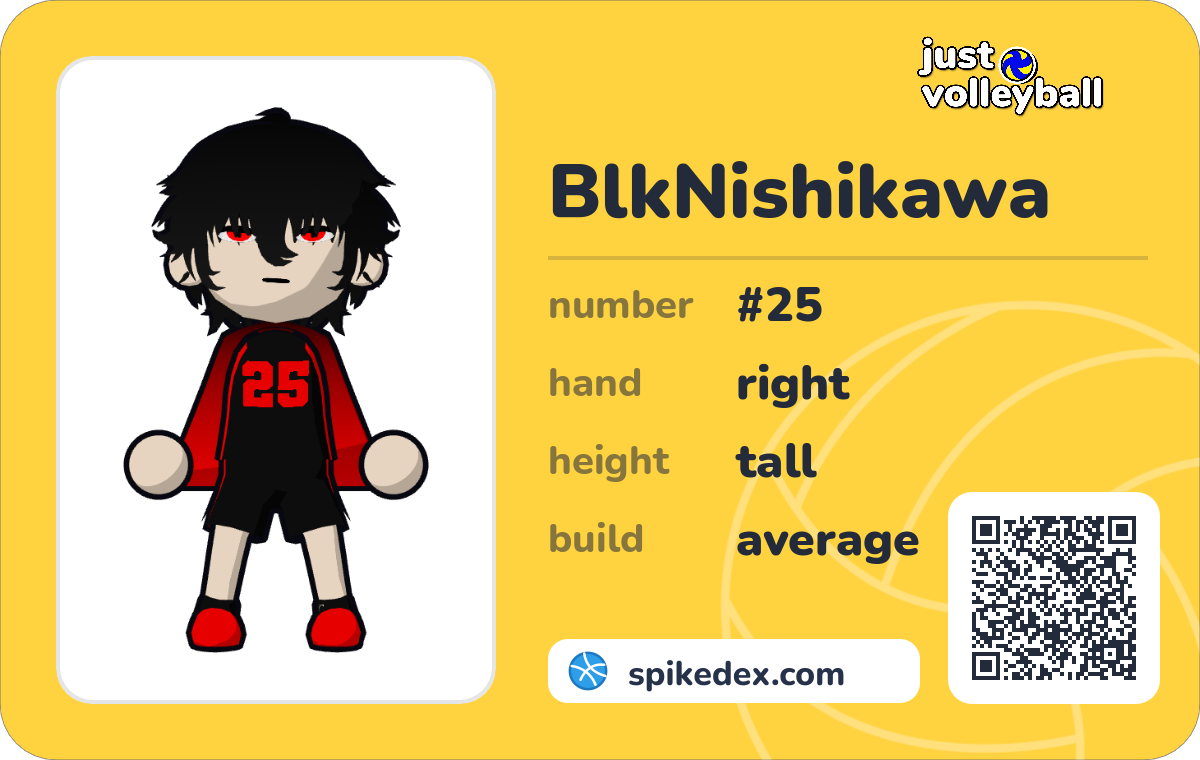 just
volleyball
BlkNishikawa
number #25
hand right
height tall
build average
25
spikedex.com